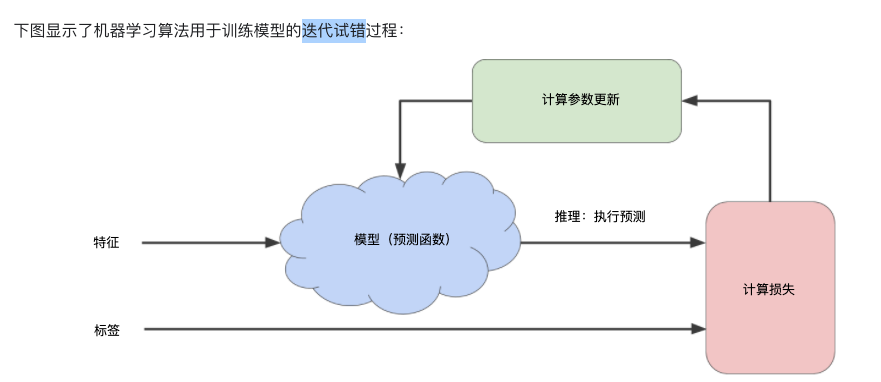 下图显示了机器学习算法用于训练模型的迭代试错过程：
计算参数更新
推理：执行预测
特征
模型（预测函数）
计算损失
标签